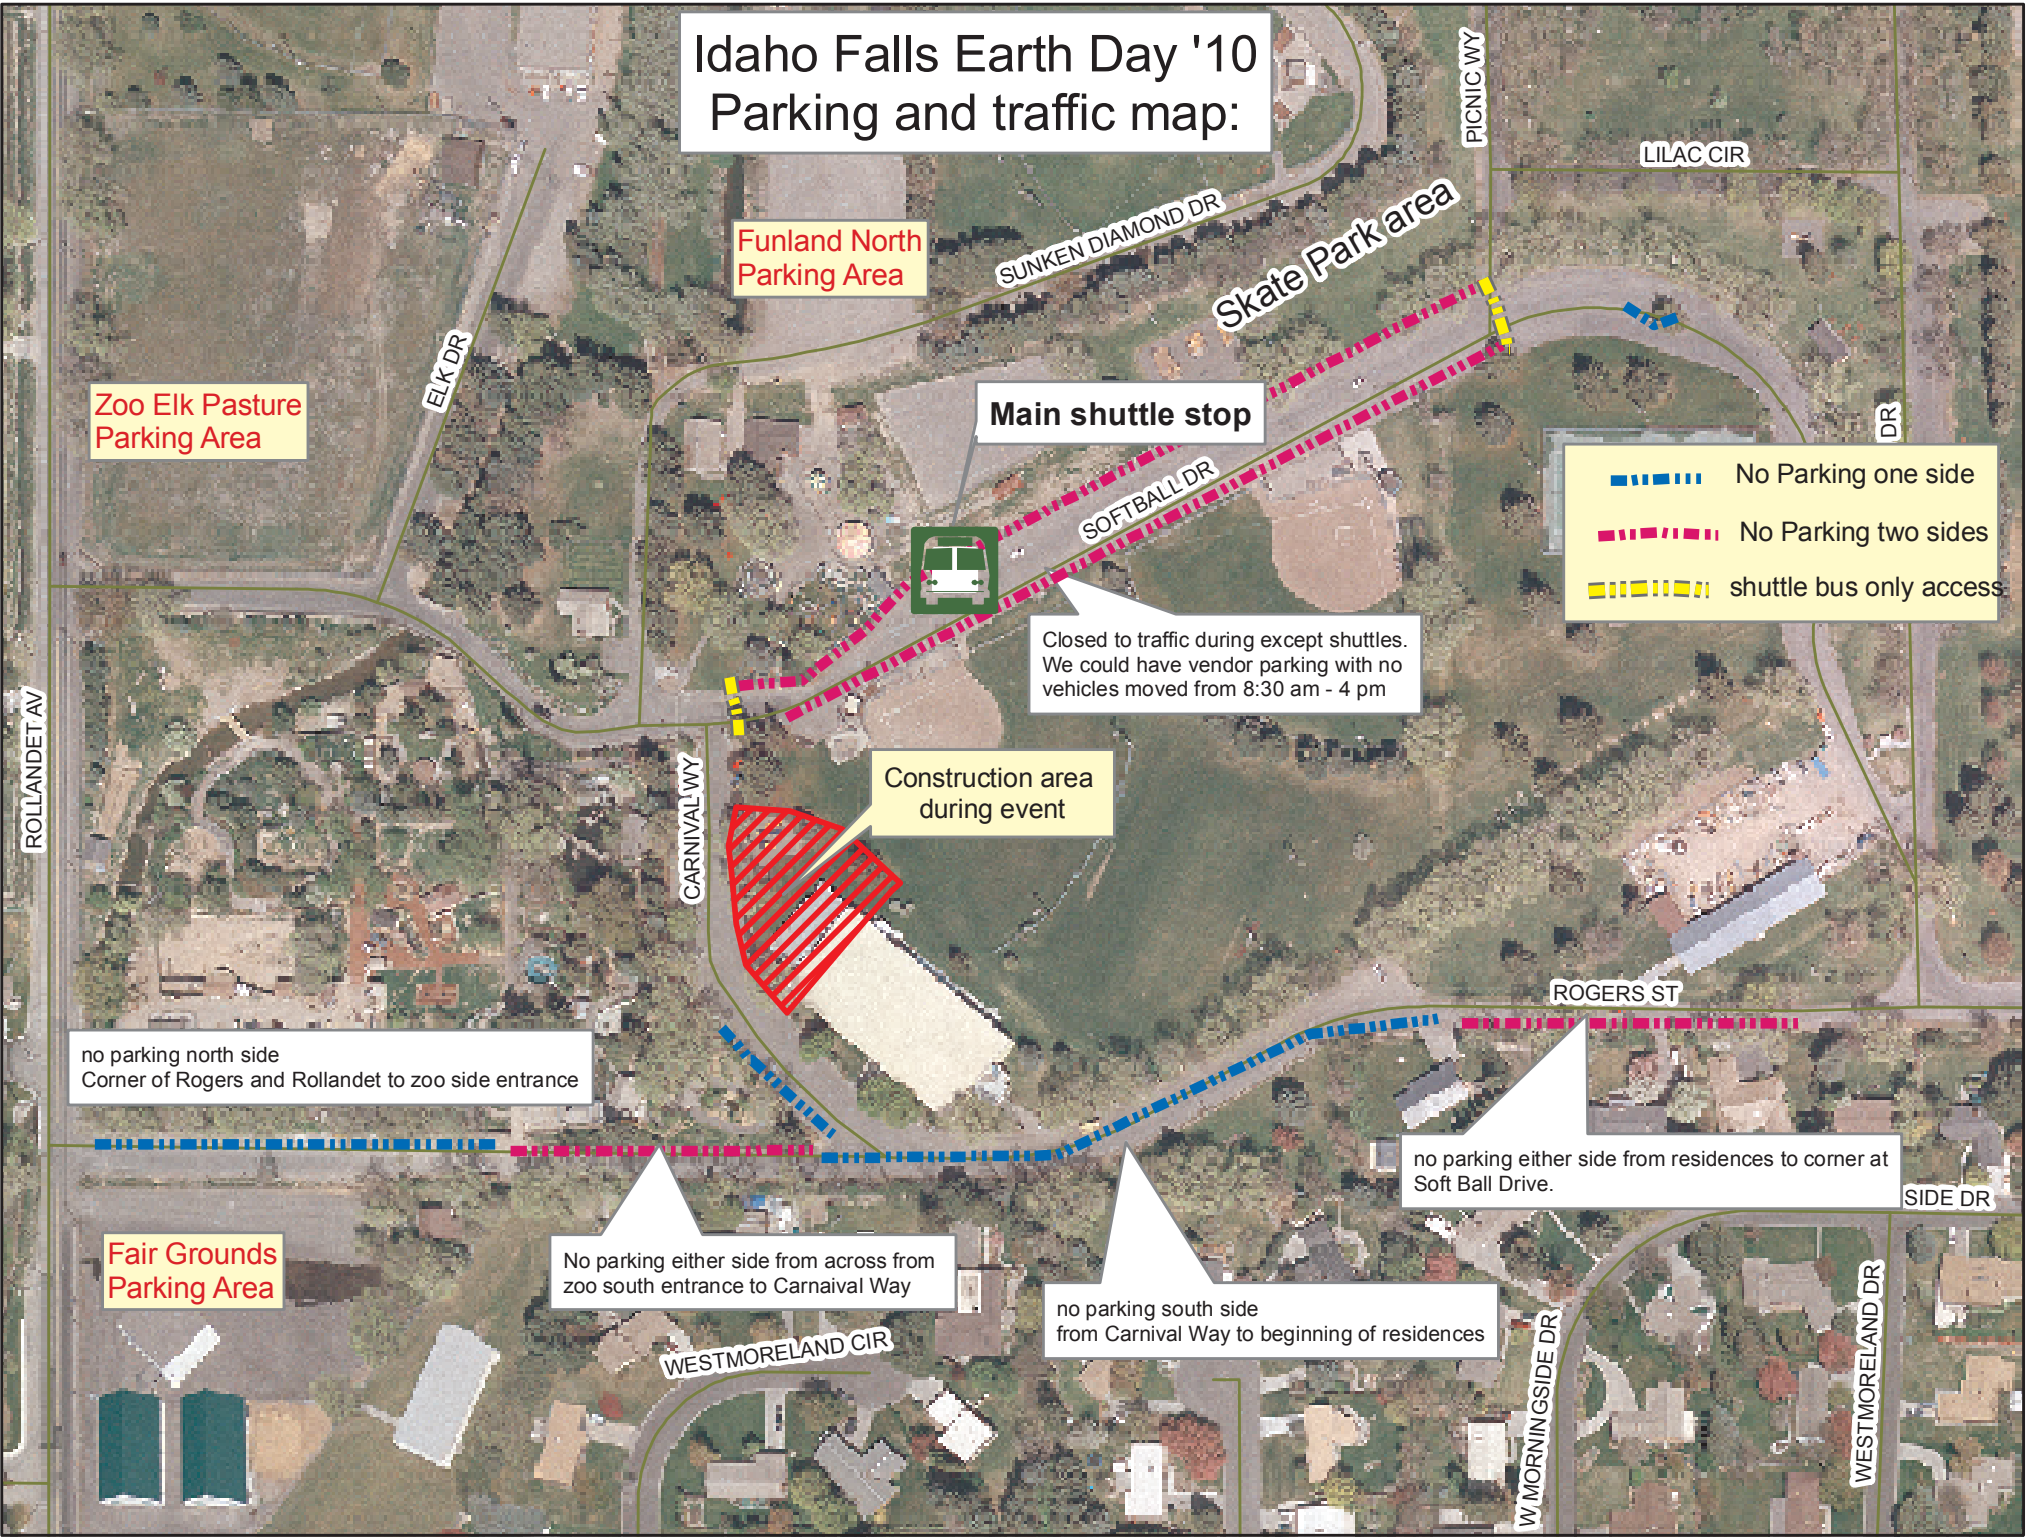 Idaho Falls Earth Day '10
Parking and traffic map:
PICNIC WY
LILAC CIR
SUNKEN DIAMOND DR
Skate Park area
Funland North
Parking Area
ELK DR
Zoo Elk Pasture
Parking Area
Main shuttle stop
SOFTBALL DR
DR
No Parking one side
No Parking two sides
shuttle bus only access
Closed to traffic during except shuttles.
We could have vendor parking with no
vehicles moved from 8:30 am - 4 pm
ROLLANDET AV
CARNIVAL WY
Construction area
during event
ROGERS ST
no parking north side
Corner of Rogers and Rollandet to zoo side entrance
no parking either side from residences to corner at
Soft Ball Drive.
SIDE DR
Fair Grounds
Parking Area
No parking either side from across from
zoo south entrance to Carnaival Way
no parking south side
from Carnival Way to beginning of residences
WESTMORELAND CIR
W MORNINGSIDE DR
WESTMORELAND DR